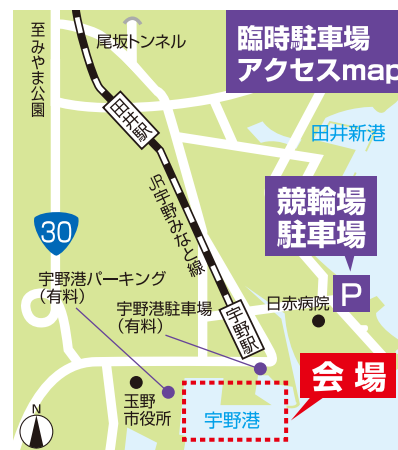 臨時駐車場
アクセスmap
至みやま公園
尾坂トンネル
田井新港
田井駅
JR宇野みなと線
競輪場
駐車場
P
30
宇野港パーキング
(有料)
宇野港駐車場
(有料)
宇野駅
日赤病院
会場
玉野
市役所
宇野港
N